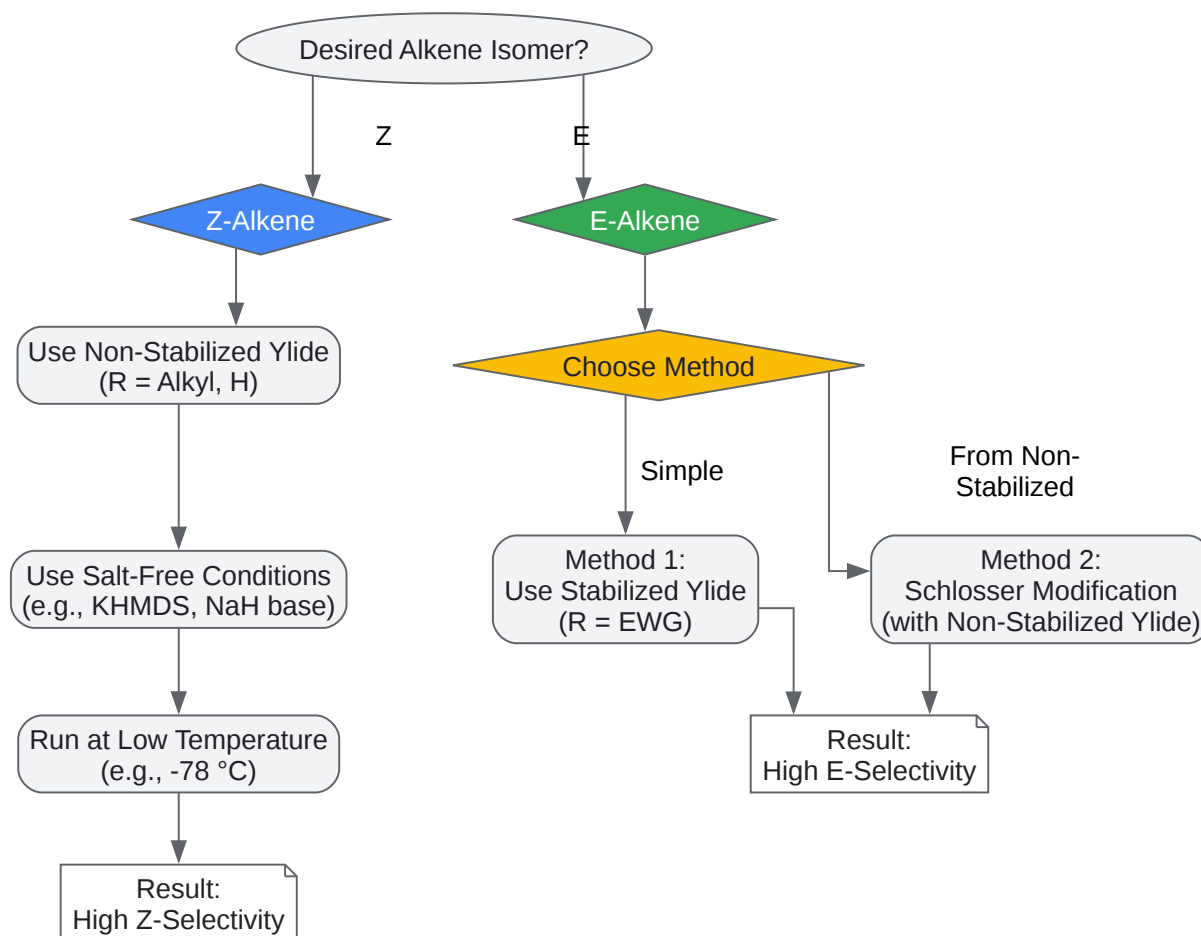 Desired Alkene Isomer?
Z
E
Z-Alkene
E-Alkene
Use Non-Stabilized Ylide
(R = Alkyl, H)
Choose Method
Simple
From Non-
Stabilized
Use Salt-Free Conditions
(e.g., KHMDS, NaH base)
Method 1:
Use Stabilized Ylide
(R = EWG)
Method 2:
Schlosser Modification
(with Non-Stabilized Ylide)
Run at Low Temperature
(e.g., -78 °C)
Result:
High E-Selectivity
Result:
High Z-Selectivity